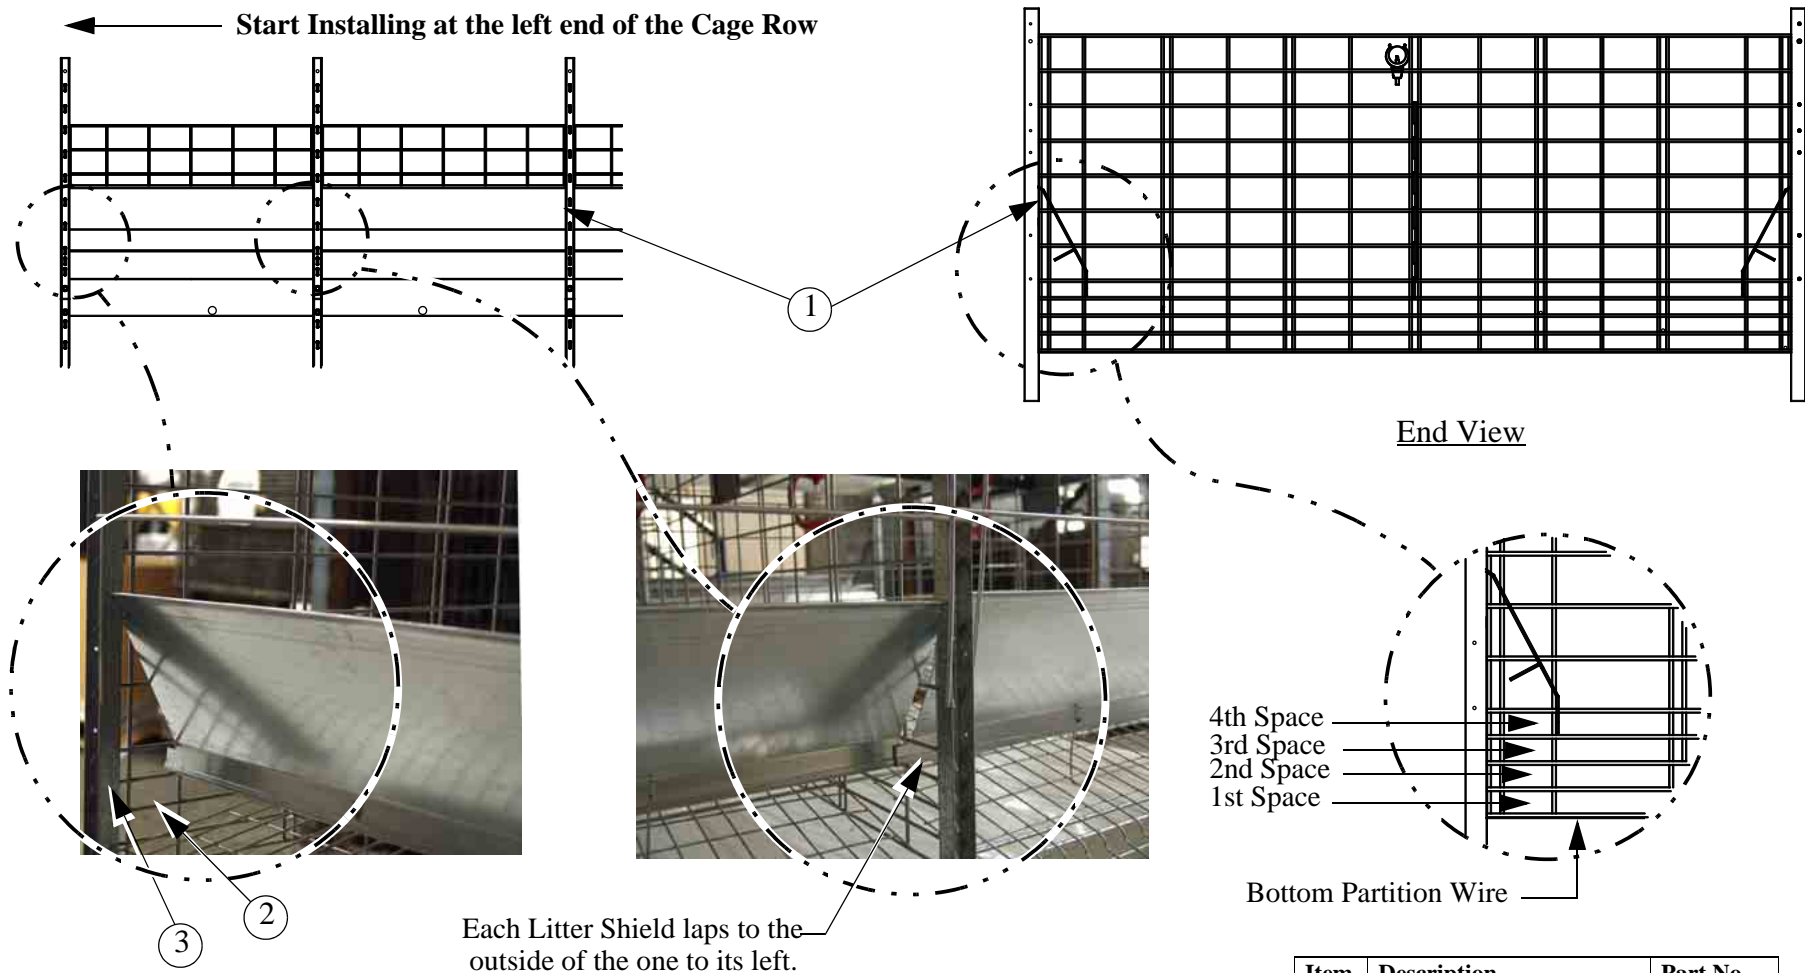 Start Installing at the left end of the Cage Row
1
End View
4th Space
3rd Space
2nd Space
1st Space
Bottom Partition Wire
2
3
Each Litter Shield laps to the
outside of the one to its left.
Item Description Part No.